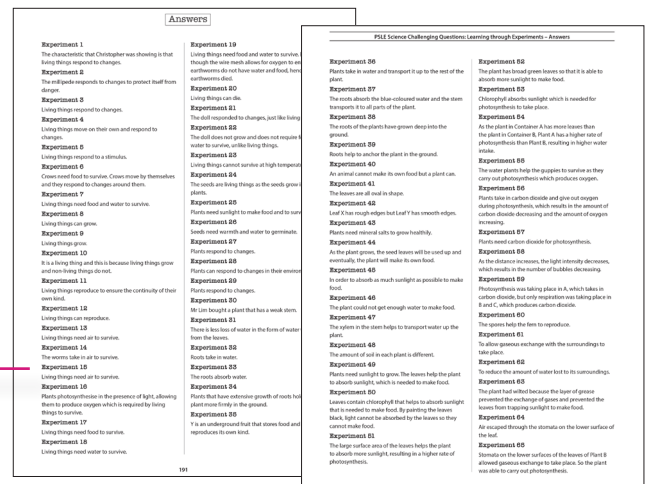 Answers
Experiment 1
The characteristic that Christopher was showing is that
living things respond to changes.
Experiment 2
The millipede responds to changes to protect itself from
danger.
Experiment 3
Living things respond to changes.
Experiment 4
Living things move on their own and respond to
changes.
Experiment 5
Living things respond to a stimulus.
Experiment 6
Crows need food to survive. Crows move by themselves
and they respond to changes around them.
Experiment 7
Living things need food and water to survive.
Experiment 8
Living things can grow.
Experiment 9
Living things grow.
Experiment 10
It is a living thing and this is because living things grow
and non-living things do not.
Experiment 11
Living things reproduce to ensure the continuity of their
own kind.
Experiment 12
Living things can reproduce.
Experiment 13
Living things need air to survive.
Experiment 14
The worms take in air to survive.
Experiment 15
Living things need air to survive.
Experiment 16
Plants photosynthesise in the presence of light, allowing
them to produce oxygen which is required by living
things to survive.
Experiment 17
Living things need food to survive.
Experiment 18
Living things need water to survive.
Experiment 19
Living things need food and water to survive.
though the wire mesh allows for oxygen to en
earthworms do not have water and food, henc
earthworms died.
Experiment 20
Living things can die.
Experiment 21
The doll responded to changes, just like living
Experiment 22
The doll does not grow and does not require f
water to survive, unlike living things.
Experiment 23
Living things cannot survive at high temperat
Experiment 24
The seeds are living things as the seeds grow i
plants.
Experiment 25
Plants need sunlight to make food and to surv
Experiment 26
Seeds need warmth and water to germinate.
Experiment 27
Plants respond to changes.
Experiment 28
Plants can respond to changes in their environ
Experiment 29
Plants respond to changes.
Experiment 30
Mr Lim bought a plant that has a weak stem.
Experiment 31
There is less loss of water in the form of water
from the leaves.
Experiment 32
Roots take in water.
Experiment 33
The roots absorb water.
Experiment 34
Plants that have extensive growth of roots hol
plant more firmly in the ground.
Experiment 35
Y is an underground fruit that stores food and
reproduces its own kind.
191
PSLE Science Challenging Questions: Learning through Experiments – Answers
Experiment 36
Plants take in water and transport it up to the rest of the
plant.
Experiment 37
The roots absorb the blue-coloured water and the stem
transports it to all parts of the plant.
Experiment 38
The roots of the plants have grown deep into the
ground.
Experiment 39
Roots help to anchor the plant in the ground.
Experiment 40
An animal cannot make its own food but a plant can.
Experiment 41
The leaves are all oval in shape.
Experiment 42
Leaf X has rough edges but Leaf Y has smooth edges.
Experiment 43
Plants need mineral salts to grow healthily.
Experiment 44
As the plant grows, the seed leaves will be used up and
eventually, the plant will make its own food.
Experiment 45
In order to absorb as much sunlight as possible to make
food.
Experiment 46
The plant could not get enough water to make food.
Experiment 47
The xylem in the stem helps to transport water up the
plant.
Experiment 48
The amount of soil in each plant is different.
Experiment 49
Plants need sunlight to grow. The leaves help the plant
to absorb sunlight, which is needed to make food.
Experiment 50
Leaves contain chlorophyll that helps to absorb sunlight
that is needed to make food. By painting the leaves
black, light cannot be absorbed by the leaves so they
cannot make food.
Experiment 51
The large surface area of the leaves helps the plant
to absorb more sunlight, resulting in a higher rate of
photosynthesis.
Experiment 52
The plant has broad green leaves so that it is able to
absorb more sunlight to make food.
Experiment 53
Chlorophyll absorbs sunlight which is needed for
photosynthesis to take place.
Experiment 54
As the plant in Container A has more leaves than
the plant in Container B, Plant A has a higher rate of
photosynthesis than Plant B, resulting in higher water
intake.
Experiment 55
The water plants help the guppies to survive as they
carry out photosynthesis which produces oxygen.
Experiment 56
Plants take in carbon dioxide and give out oxygen
during photosynthesis, which results in the amount of
carbon dioxide decreasing and the amount of oxygen
increasing.
Experiment 57
Plants need carbon dioxide for photosynthesis.
Experiment 58
As the distance increases, the light intensity decreases,
which results in the number of bubbles decreasing.
Experiment 59
Photosynthesis was taking place in A, which takes in
carbon dioxide, but only respiration was taking place in
B and C, which produces carbon dioxide.
Experiment 60
The spores help the fern to reproduce.
Experiment 61
To allow gaseous exchange with the surroundings to
take place.
Experiment 62
To reduce the amount of water lost to its surroundings.
Experiment 63
The plant had wilted because the layer of grease
prevented the exchange of gases and prevented the
leaves from trapping sunlight to make food.
Experiment 64
Air escaped through the stomata on the lower surface of
the leaf.
Experiment 65
Stomata on the lower surfaces of the leaves of Plant B
allowed gaseous exchange to take place. So the plant
was able to carry out photosynthesis.